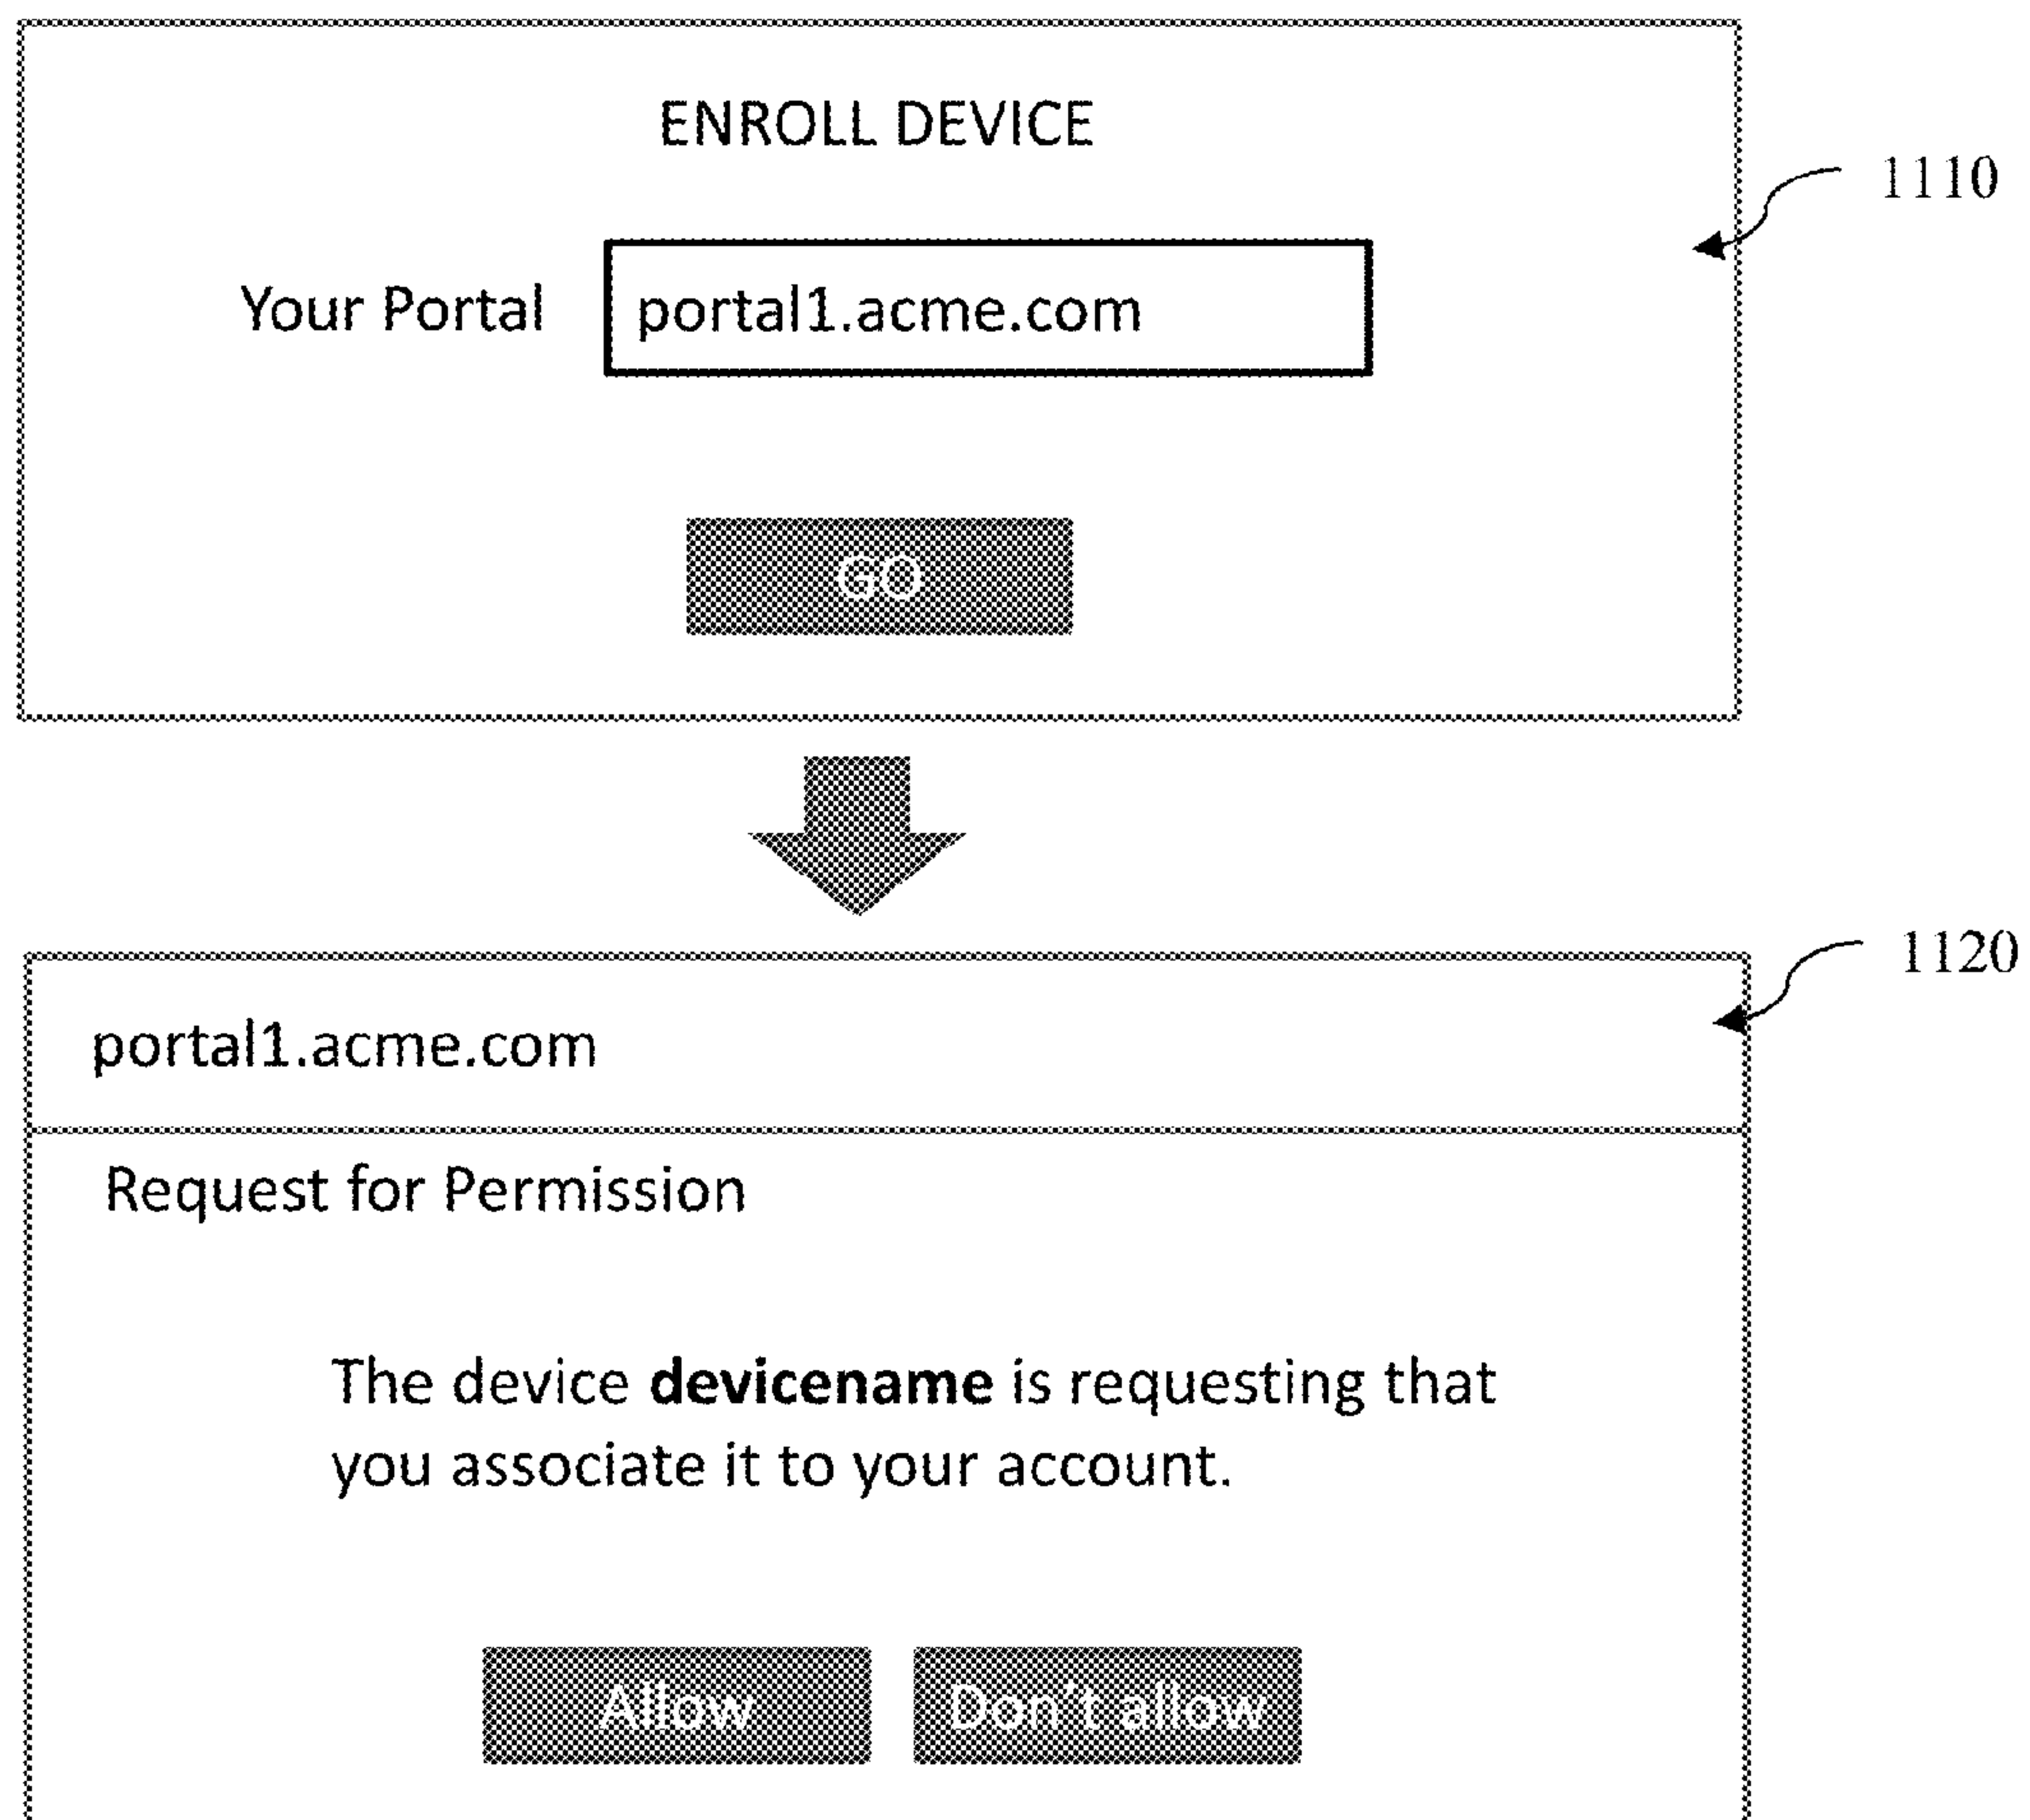 ENROLL DEVICE
1110
Your Portal portal1.acme.com
GO
1120
portal1.acme.com
Request for Permission
The device devicename is requesting that
you associate it to your account.
Allow Don't allow